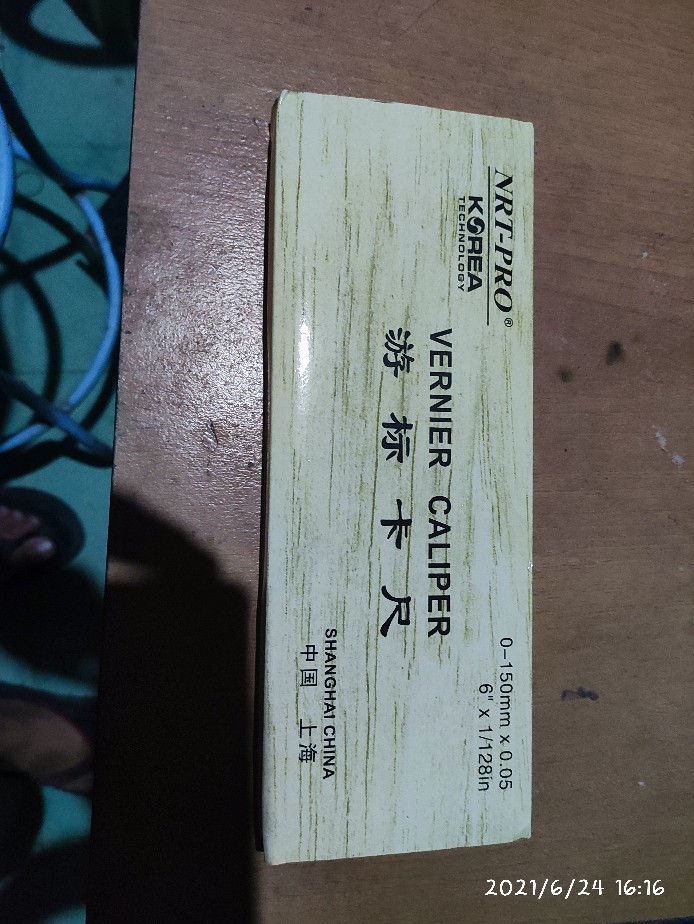 NRT-PRO®
KOREA
TECHNOLOGY
VERNIER CALIPER
游标卡尺
0-150mm x 0.05
6" x 1/128in
SHANGHAI CHINA
中国 上海
2021/6/24 16:16